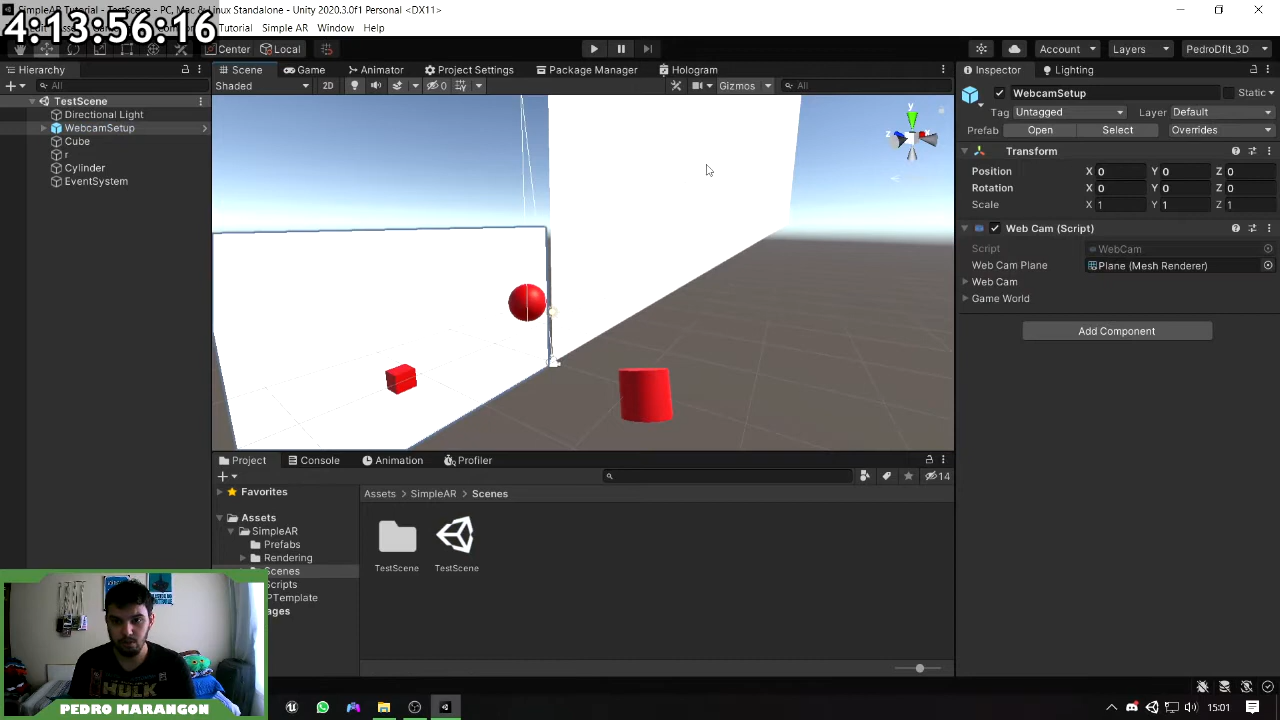 SimpleAR - TestScene - PC, Mac & Linux Standalone - Unity 2020.3.0f1 Personal <DX11>
4:13:56:16
Tutorial Simple AR Window Help
Center Local
Account Layers PedroDfit_3D
Hierarchy
All
TestScene
Directional Light
WebcamSetup
Cube
r
Cylinder
EventSystem
Scene Game Animator Project Settings Package Manager Hologram
Shaded 2D 0 Gizmos All
y
x
z
Inspector Lighting
WebcamSetup Static
Tag Untagged Layer Default
Prefab Open Select Overrides
Transform
Position X 0 Y 0 Z 0
Rotation X 0 Y 0 Z 0
Scale X 1 Y 1 Z 1
Web Cam (Script)
Script WebCam
Web Cam Plane Plane (Mesh Renderer)
Web Cam
Game World
Add Component
Project Console Animation Profiler
14
Favorites
Assets
SimpleAR
Prefabs
Rendering
Scenes
Scripts
Assets > SimpleAR > Scenes
TestScene TestScene
HULK
PEDRO MARANGON
15:01